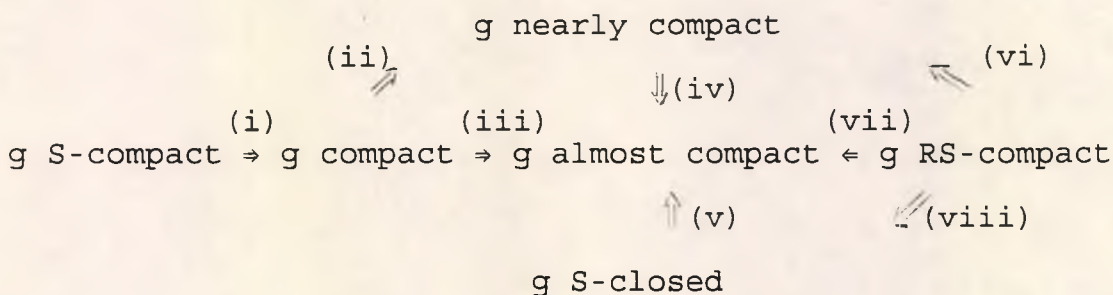 g nearly compact
(ii) ⇗ ⇓(iv) ⇖ (vi)
(i) (iii) (vii)
g S-compact ⇒ g compact ⇒ g almost compact ⇐ g RS-compact
⇑(v) ⇙(viii)
g S-closed